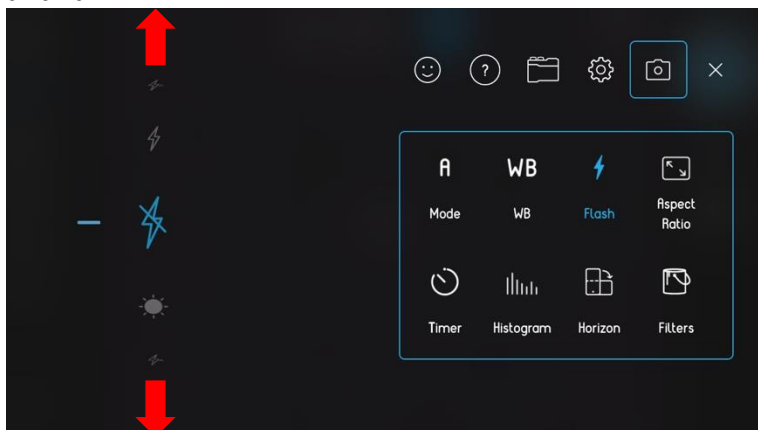 A WB
Mode WB Flash Aspect Ratio
Timer Histogram Horizon Filters